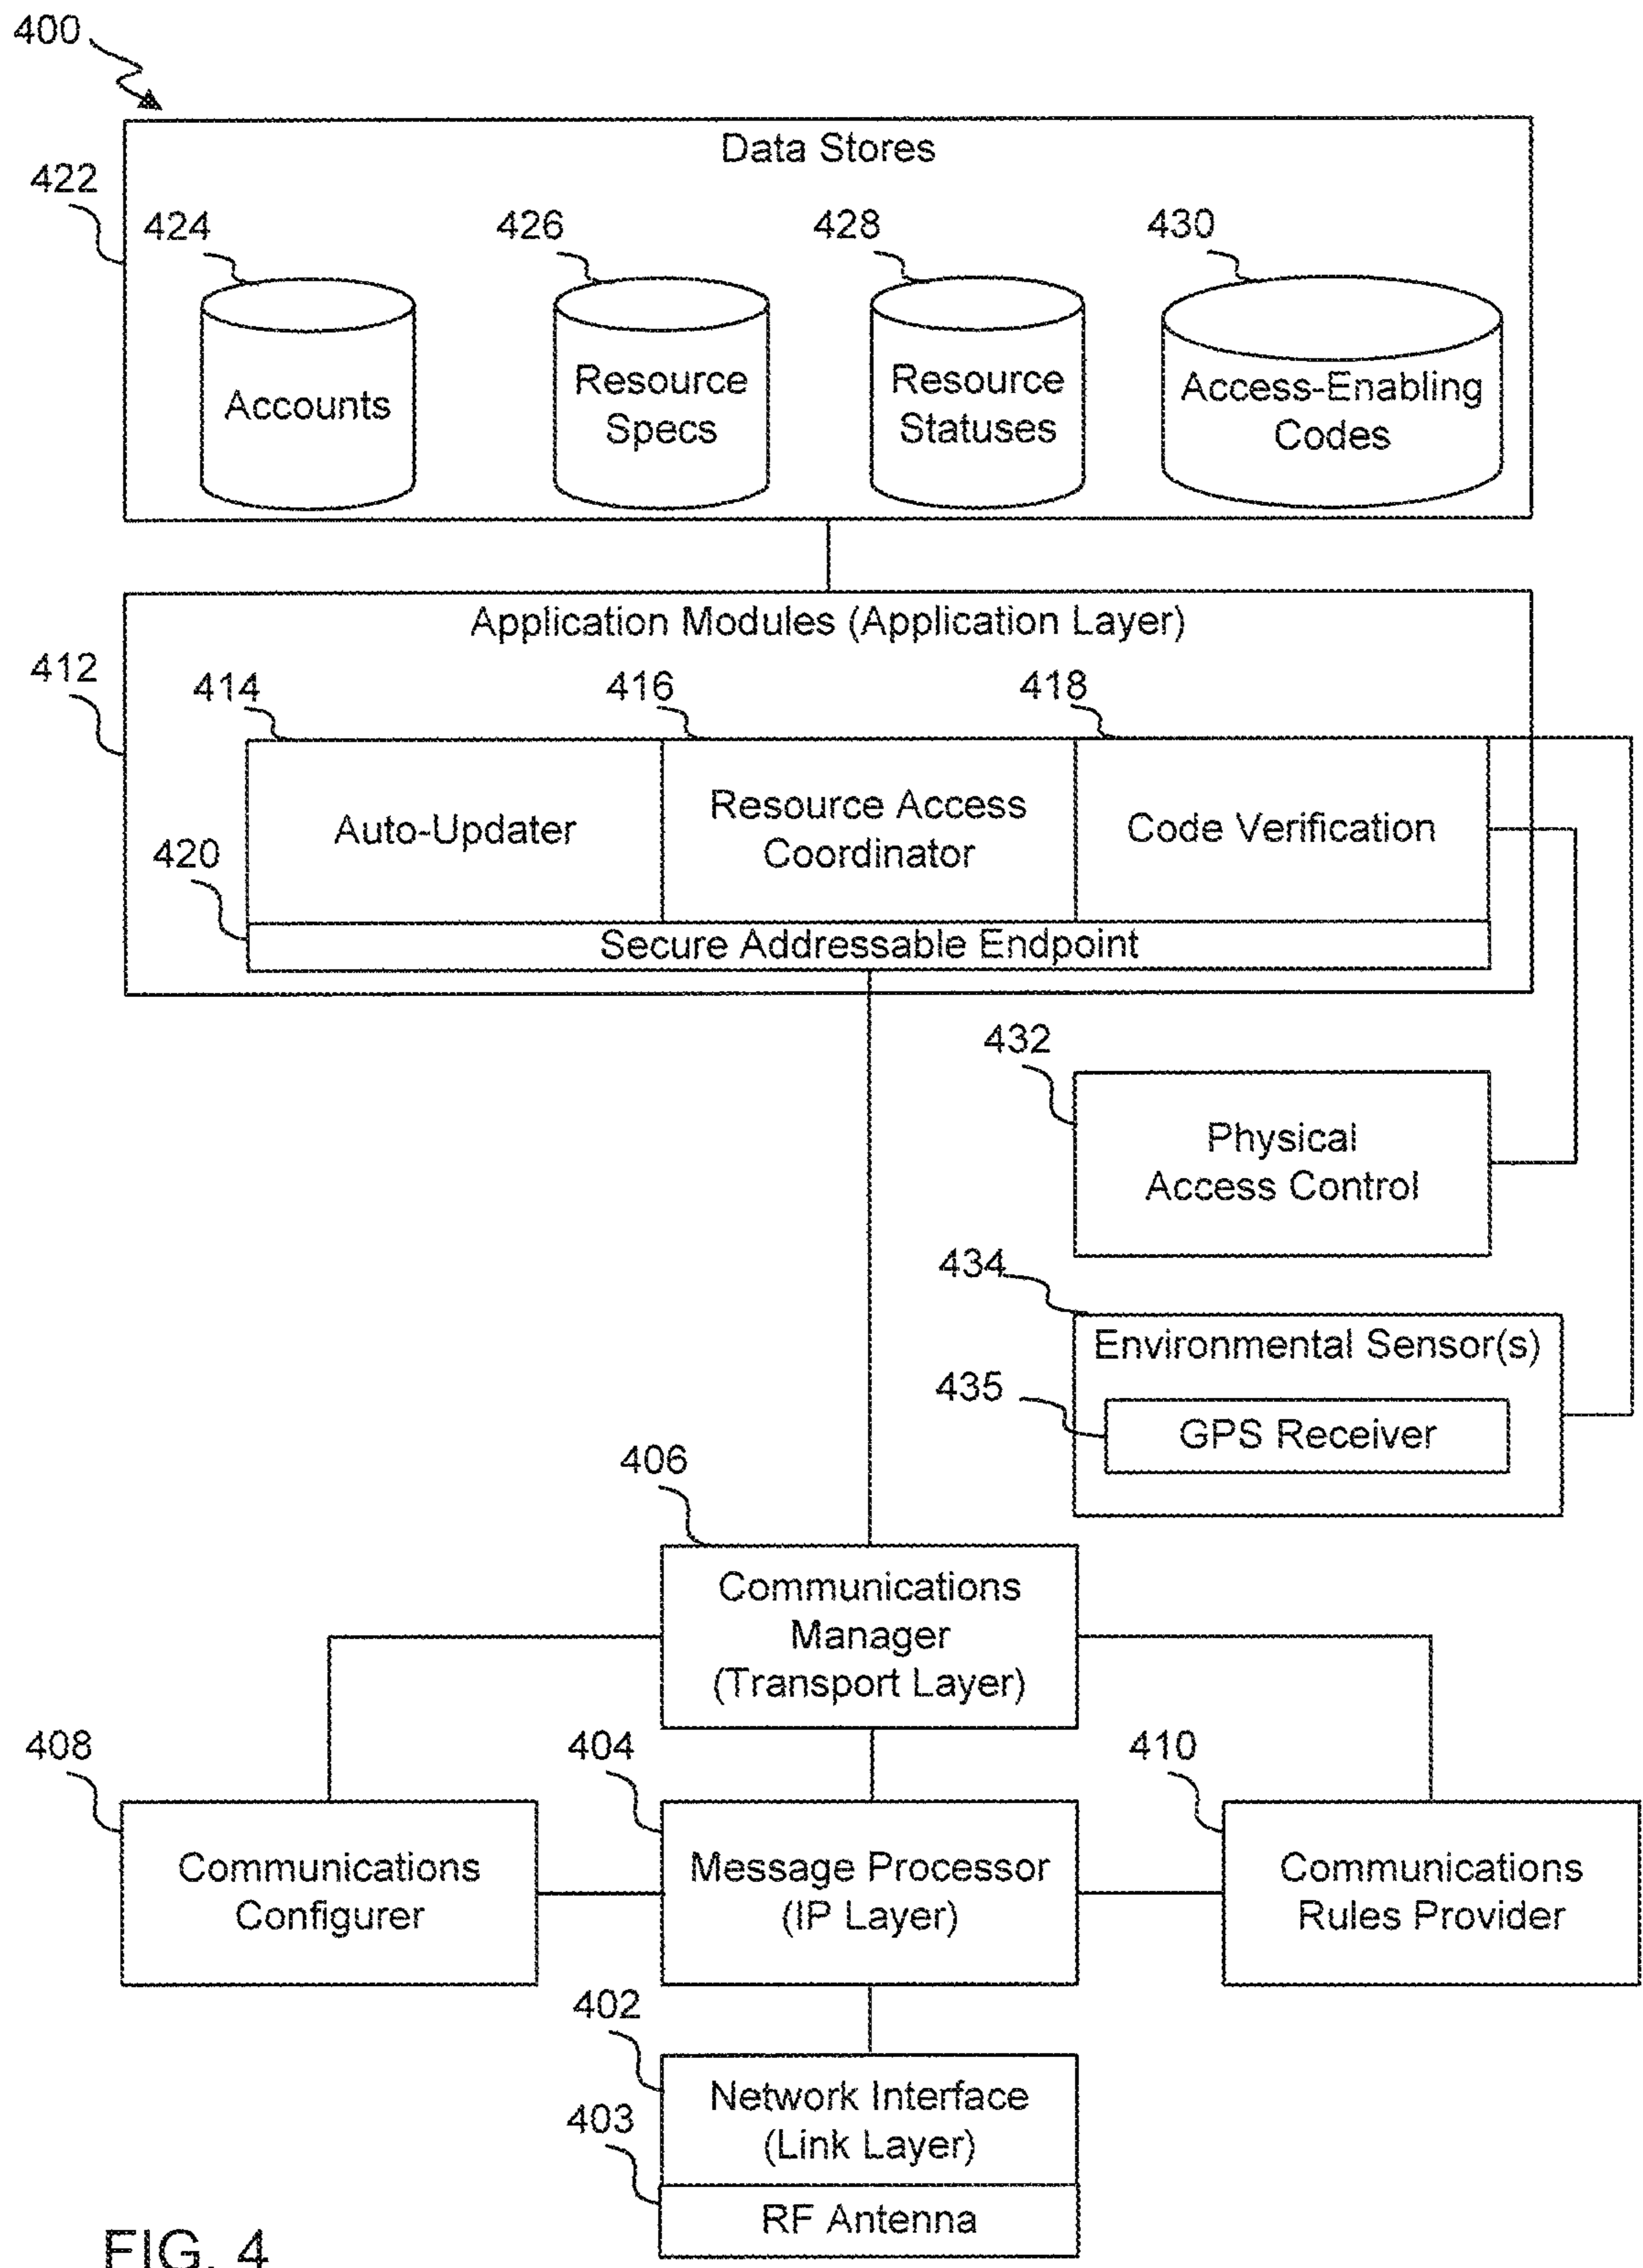 400
Data Stores
422
424
426
428
430
Accounts
Resource
Specs
Resource
Statuses
Access-Enabling
Codes
Application Modules (Application Layer)
412
414
416
418
Auto-Updater
Resource Access
Coordinator
Code Verification
420
Secure Addressable Endpoint
432
Physical
Access Control
434
Environmental Sensor(s)
435
GPS Receiver
406
Communications
Manager
(Transport Layer)
408
404
410
Communications
Configurer
Message Processor
(IP Layer)
Communications
Rules Provider
402
Network Interface
(Link Layer)
403
RF Antenna
FIG. 4